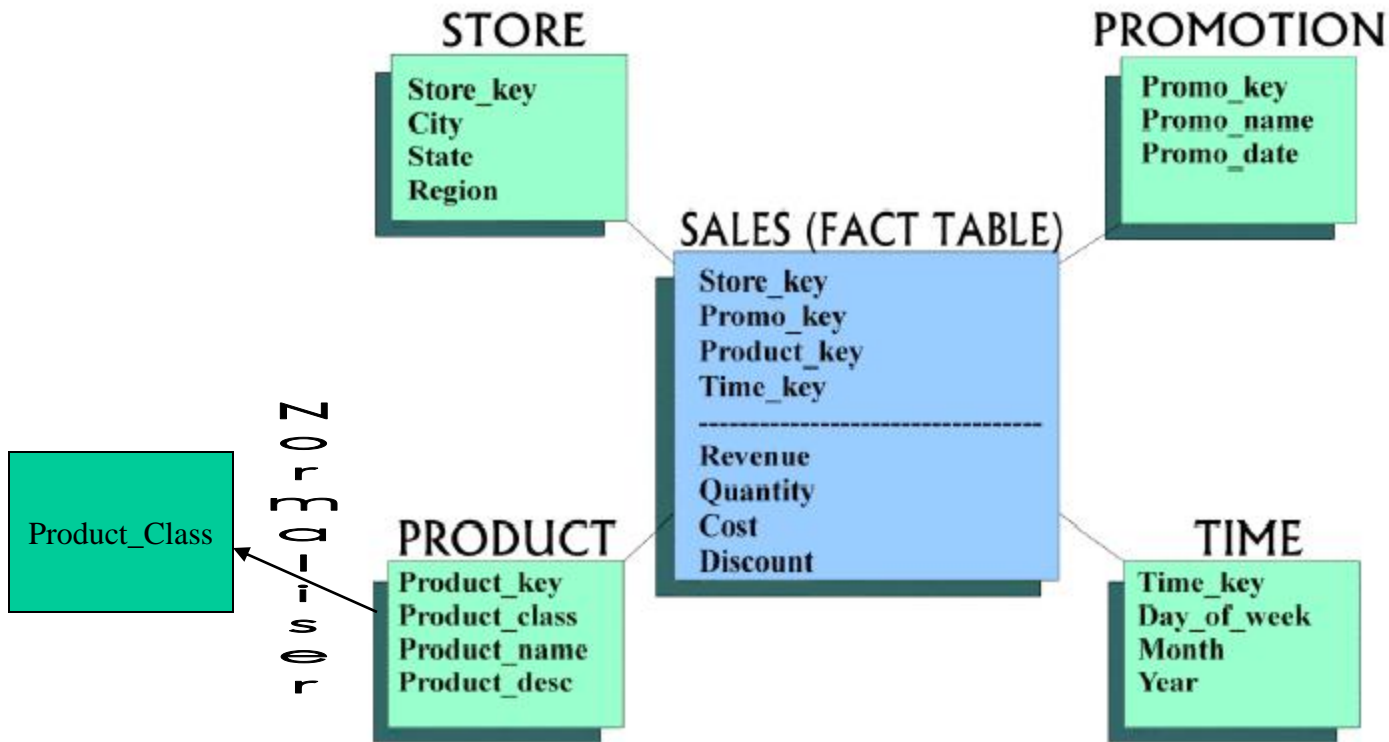 STORE
Store_key
City
State
Region
PROMOTION
Promo_key
Promo_name
Promo_date
SALES (FACT TABLE)
Store_key
Promo_key
Product_key
Time_key
----------------------------------
Revenue
Quantity
Cost
Discount
Product_Class
Normaliser
PRODUCT
Product_key
Product_class
Product_name
Product_desc
TIME
Time_key
Day_of_week
Month
Year